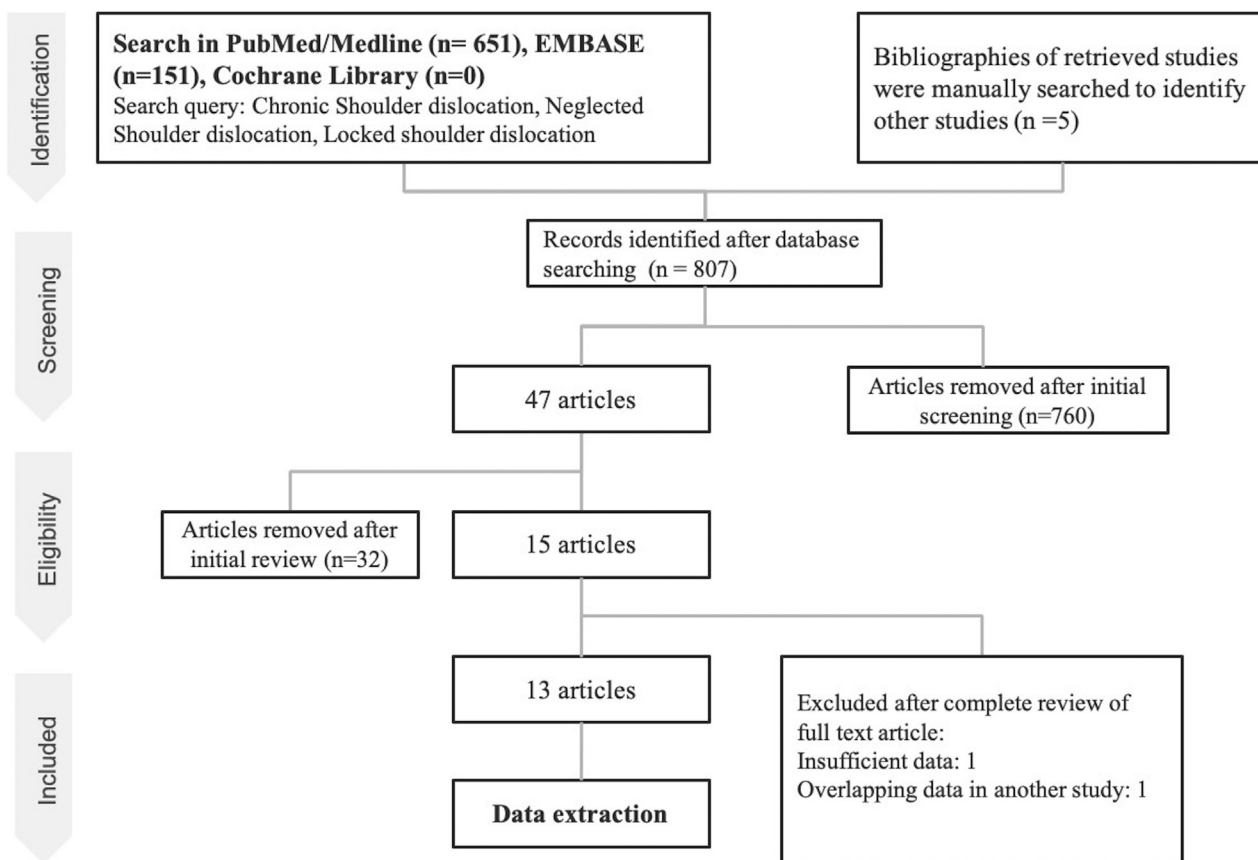 Identification
Search in PubMed/Medline (n= 651), EMBASE
(n=151), Cochrane Library (n=0)
Search query: Chronic Shoulder dislocation, Neglected
Shoulder dislocation, Locked shoulder dislocation
Bibliographies of retrieved studies
were manually searched to identify
other studies (n =5)
Screening
Records identified after database
searching (n = 807)
47 articles
Articles removed after initial
screening (n=760)
Eligibility
Articles removed after
initial review (n=32)
15 articles
Included
13 articles
Excluded after complete review of
full text article:
Insufficient data: 1
Overlapping data in another study: 1
Data extraction